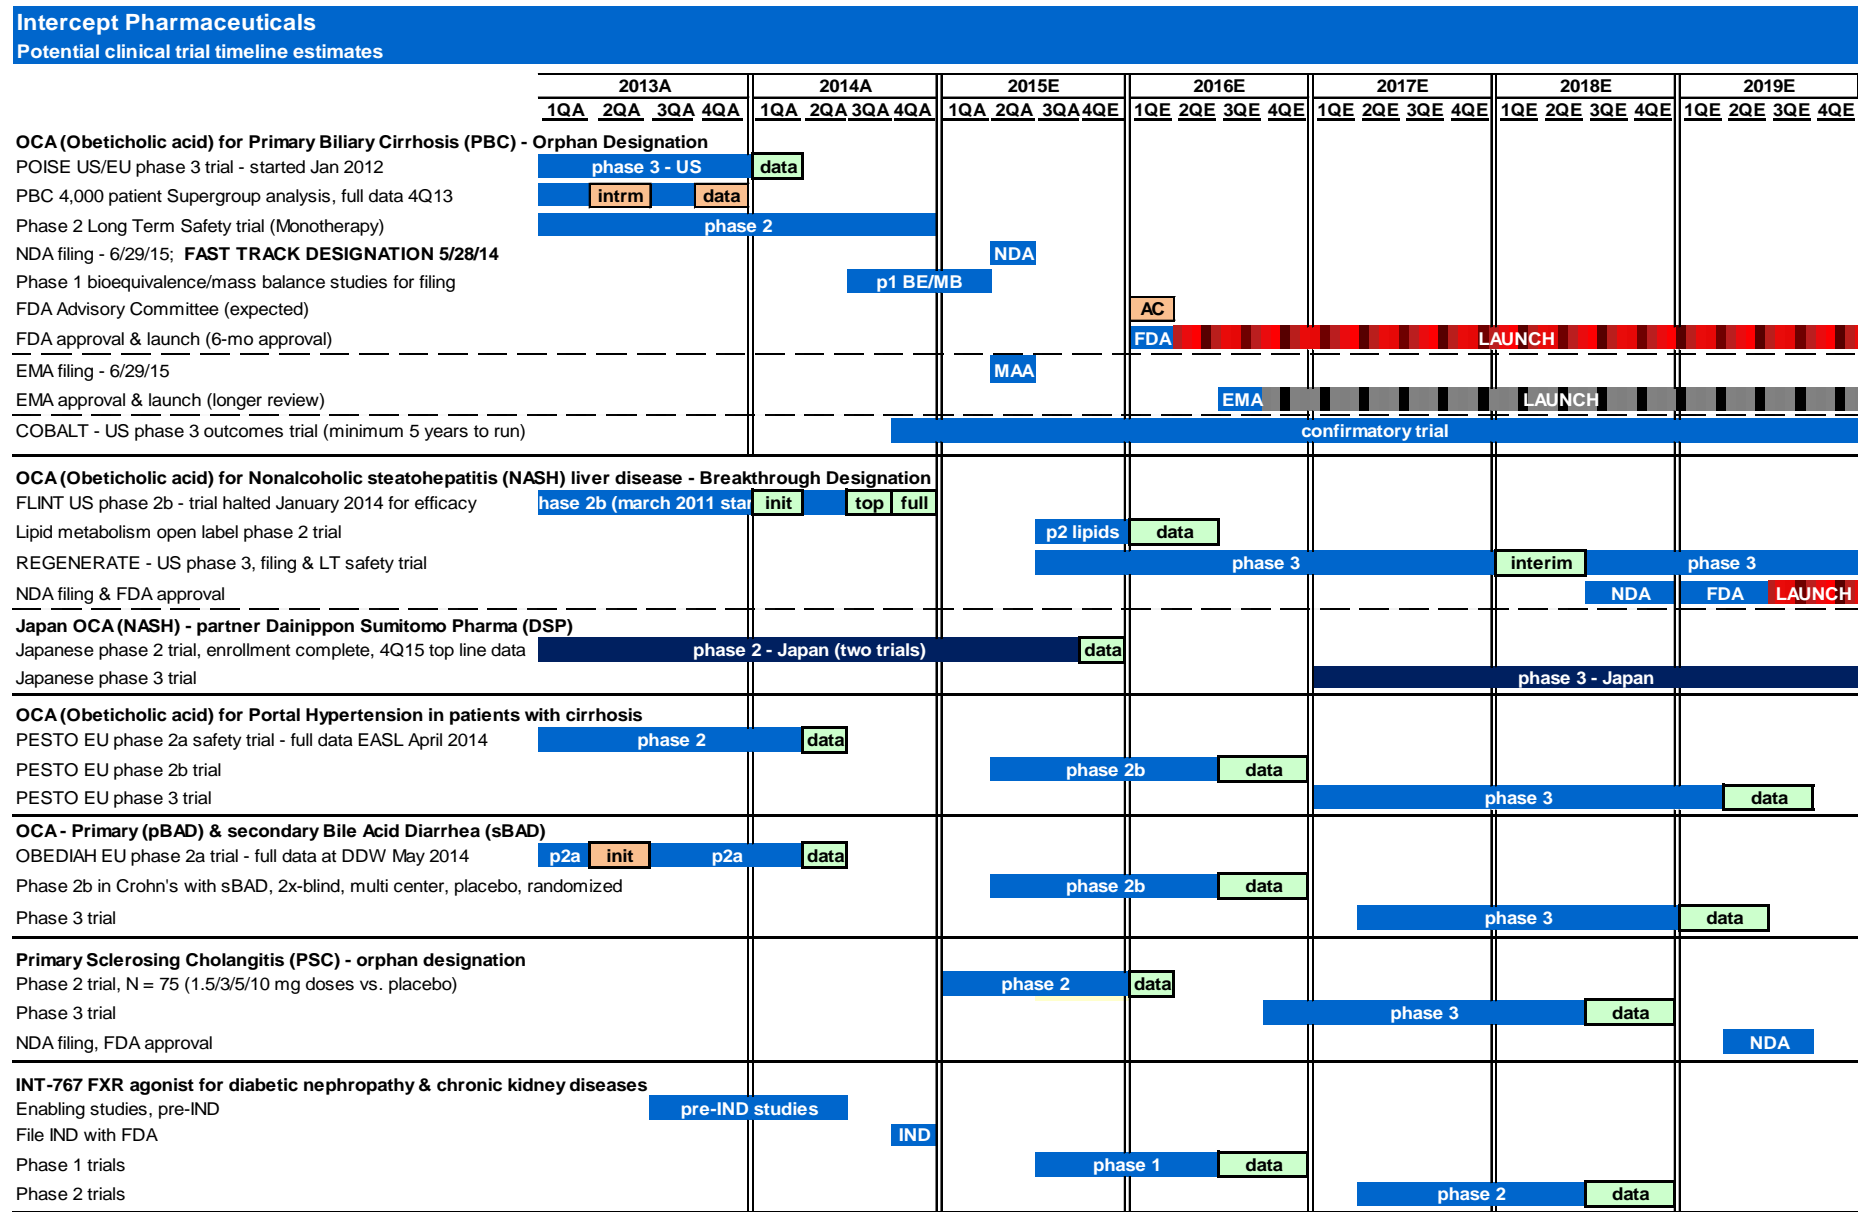 Intercept Pharmaceuticals
Potential clinical trial timeline estimates
2013A 2014A 2015E 2016E 2017E 2018E 2019E
1QA 2QA 3QA 4QA 1QA 2QA 3QA 4QA 1QA 2QA 3QA 4QE 1QE 2QE 3QE 4QE 1QE 2QE 3QE 4QE 1QE 2QE 3QE 4QE 1QE 2QE 3QE 4QE
OCA (Obeticholic acid) for Primary Biliary Cirrhosis (PBC) - Orphan Designation
POISE US/EU phase 3 trial - started Jan 2012 phase 3 - US data
PBC 4,000 patient Supergroup analysis, full data 4Q13 intrm data
Phase 2 Long Term Safety trial (Monotherapy) phase 2
NDA filing - 6/29/15; FAST TRACK DESIGNATION 5/28/14 NDA
Phase 1 bioequivalence/mass balance studies for filing p1 BE/MB
FDA Advisory Committee (expected) AC
FDA approval & launch (6-mo approval) FDA LAUNCH
EMA filing - 6/29/15 MAA
EMA approval & launch (longer review) EMA LAUNCH
COBALT - US phase 3 outcomes trial (minimum 5 years to run) confirmatory trial
OCA (Obeticholic acid) for Nonalcoholic steatohepatitis (NASH) liver disease - Breakthrough Designation
FLINT US phase 2b - trial halted January 2014 for efficacy hase 2b (march 2011 star init top full
Lipid metabolism open label phase 2 trial p2 lipids data
REGENERATE - US phase 3, filing & LT safety trial phase 3 interim phase 3
NDA filing & FDA approval NDA FDA LAUNCH
Japan OCA (NASH) - partner Dainippon Sumitomo Pharma (DSP)
Japanese phase 2 trial, enrollment complete, 4Q15 top line data phase 2 - Japan (two trials) data
Japanese phase 3 trial phase 3 - Japan
OCA (Obeticholic acid) for Portal Hypertension in patients with cirrhosis
PESTO EU phase 2a safety trial - full data EASL April 2014 phase 2 data
PESTO EU phase 2b trial phase 2b data
PESTO EU phase 3 trial phase 3 data
OCA - Primary (pBAD) & secondary Bile Acid Diarrhea (sBAD)
OBEDIAH EU phase 2a trial - full data at DDW May 2014 p2a init p2a data
Phase 2b in Crohn's with sBAD, 2x-blind, multi center, placebo, randomized phase 2b data
Phase 3 trial phase 3 data
Primary Sclerosing Cholangitis (PSC) - orphan designation
Phase 2 trial, N = 75 (1.5/3/5/10 mg doses vs. placebo) phase 2 data
Phase 3 trial phase 3 data
NDA filing, FDA approval NDA
INT-767 FXR agonist for diabetic nephropathy & chronic kidney diseases
Enabling studies, pre-IND pre-IND studies
File IND with FDA IND
Phase 1 trials phase 1 data
Phase 2 trials phase 2 data